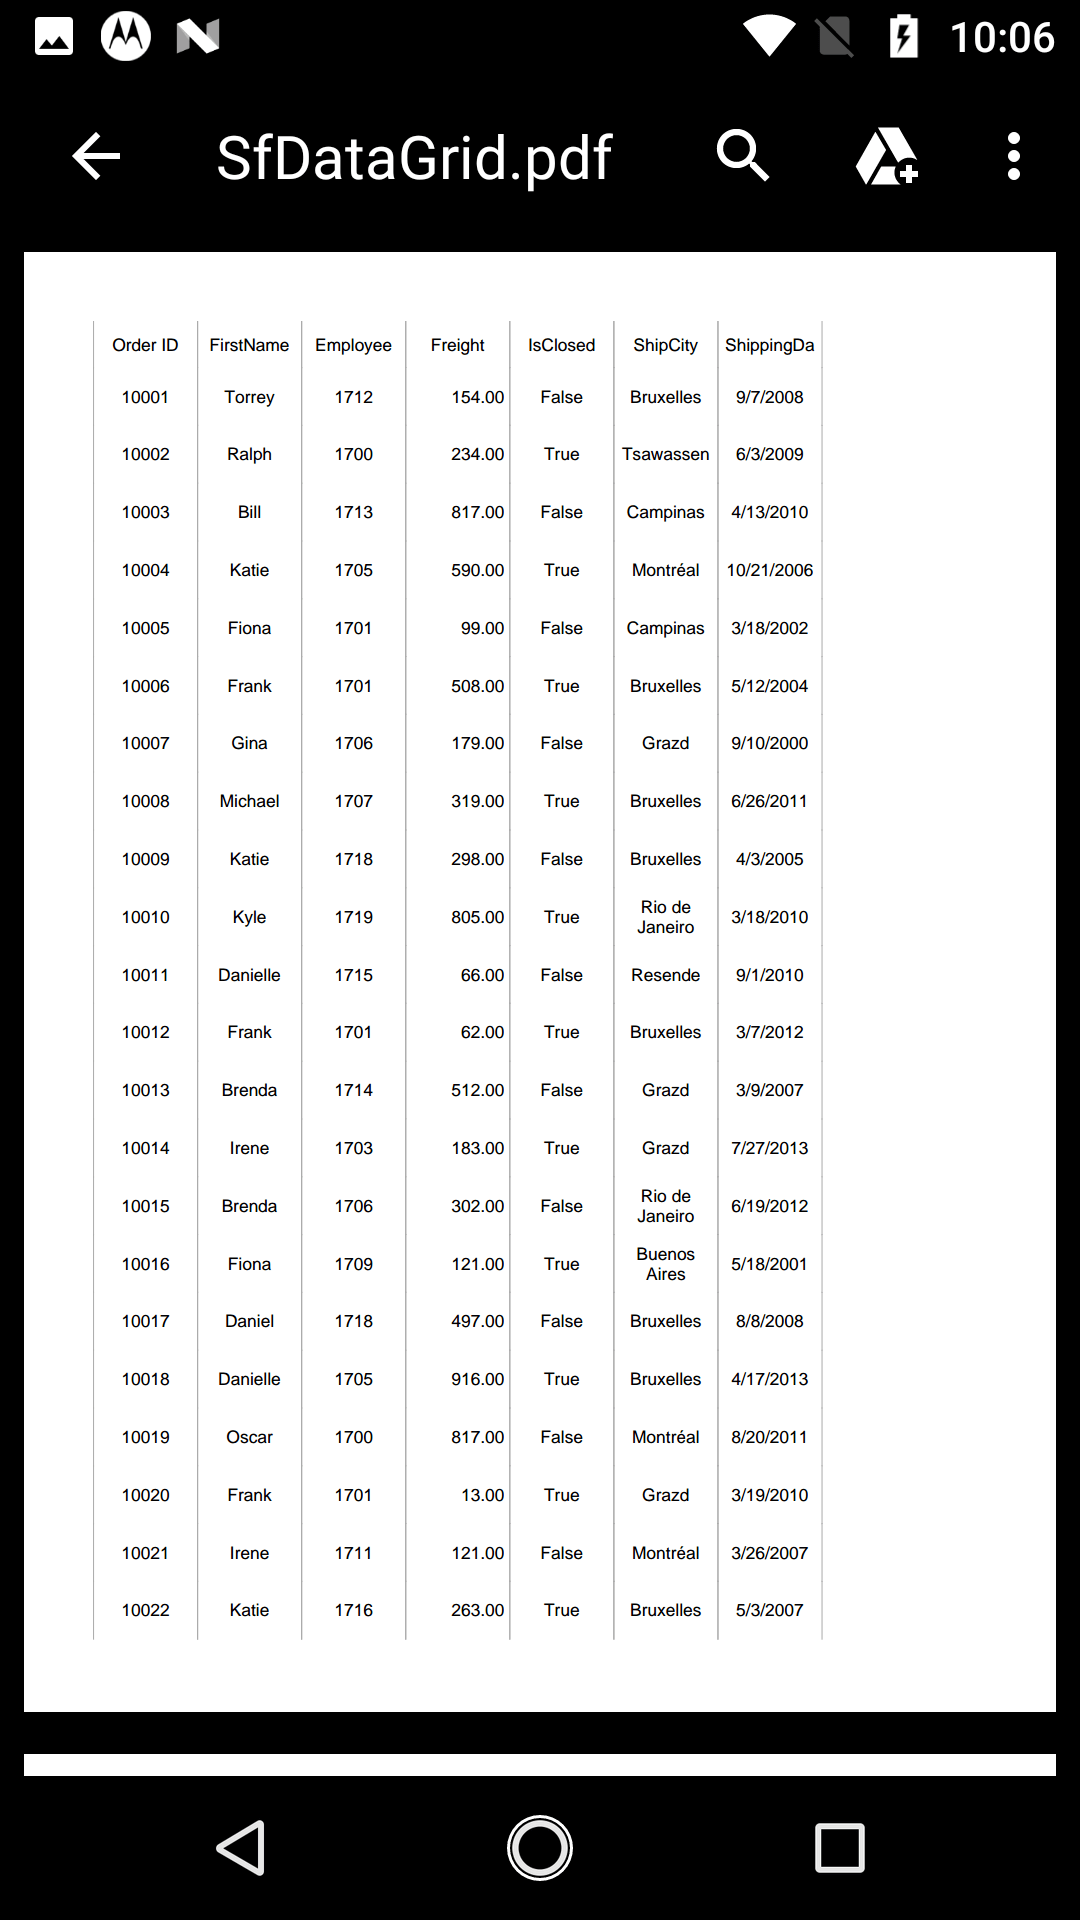 10:06
SfDataGrid.pdf
Order ID FirstName Employee Freight IsClosed ShipCity ShippingDa
10001 Torrey 1712 154.00 False Bruxelles 9/7/2008
10002 Ralph 1700 234.00 True Tsawassen 6/3/2009
10003 Bill 1713 817.00 False Campinas 4/13/2010
10004 Katie 1705 590.00 True Montréal 10/21/2006
10005 Fiona 1701 99.00 False Campinas 3/18/2002
10006 Frank 1701 508.00 True Bruxelles 5/12/2004
10007 Gina 1706 179.00 False Grazd 9/10/2000
10008 Michael 1707 319.00 True Bruxelles 6/26/2011
10009 Katie 1718 298.00 False Bruxelles 4/3/2005
10010 Kyle 1719 805.00 True Rio de Janeiro 3/18/2010
10011 Danielle 1715 66.00 False Resende 9/1/2010
10012 Frank 1701 62.00 True Bruxelles 3/7/2012
10013 Brenda 1714 512.00 False Grazd 3/9/2007
10014 Irene 1703 183.00 True Grazd 7/27/2013
10015 Brenda 1706 302.00 False Rio de Janeiro 6/19/2012
10016 Fiona 1709 121.00 True Buenos Aires 5/18/2001
10017 Daniel 1718 497.00 False Bruxelles 8/8/2008
10018 Danielle 1705 916.00 True Bruxelles 4/17/2013
10019 Oscar 1700 817.00 False Montréal 8/20/2011
10020 Frank 1701 13.00 True Grazd 3/19/2010
10021 Irene 1711 121.00 False Montréal 3/26/2007
10022 Katie 1716 263.00 True Bruxelles 5/3/2007